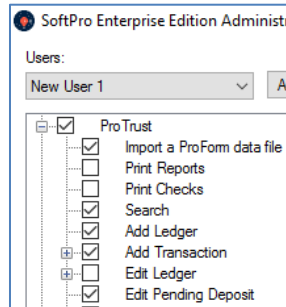 SoftPro Enterprise Edition Administ
Users:
New User 1
A
ProTrust
Import a ProForm data file
Print Reports
Print Checks
Search
Add Ledger
Add Transaction
Edit Ledger
Edit Pending Deposit